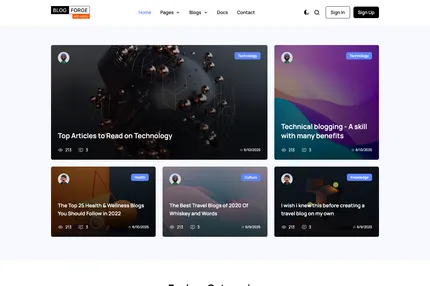 BLOG FORGE
Home Pages Blogs Docs Contact Sign In Sign Up
Technology
Top Articles to Read on Technology
213 3 6/10/2025
Technology
Technical blogging - A skill
with many benefits
213 3 6/10/2025
Health
The Top 25 Health & Wellness Blogs
You Should Follow in 2022
213 3 6/10/2025
Culture
The Best Travel Blogs of 2020 Of
Whiskey and Words
213 3 6/9/2025
Knowledge
I wish i knew this before creating a
travel blog on my own
213 3 6/9/2025